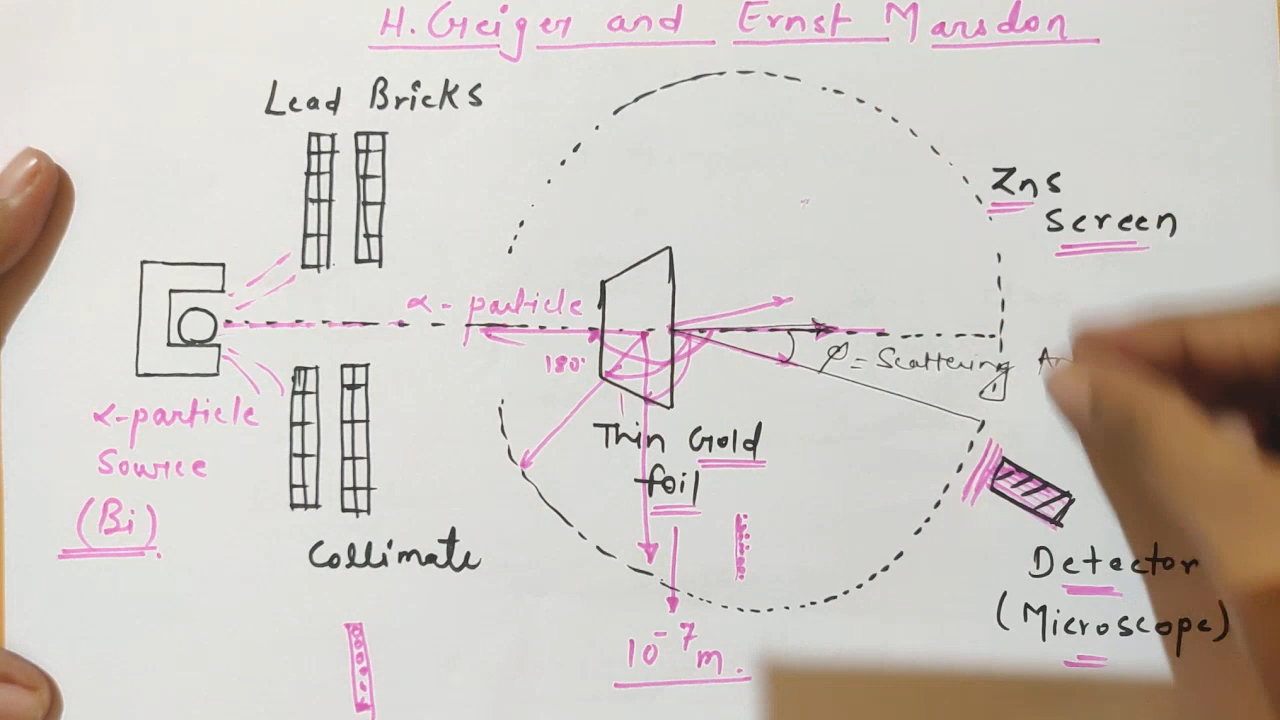 H. Geiger and Ernst Marsdon
Lead Bricks
Zns
Screen
α-particle
180°
φ = Scattering
α-particle
Source
(Bi)
Thin Gold
foil
Collimate
Detector
(Microscope)
10⁻⁷m.